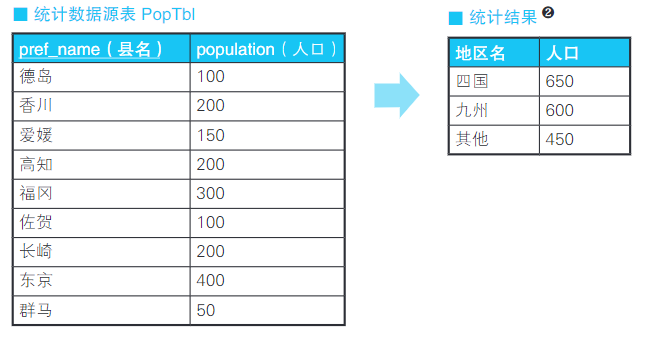 ■ 统计数据源表 PopTbl
pref_name（县名） population（人口）
德岛 100
香川 200
爱媛 150
高知 200
福冈 300
佐贺 100
长崎 200
东京 400
群马 50
■ 统计结果❷
地区名 人口
四国 650
九州 600
其他 450